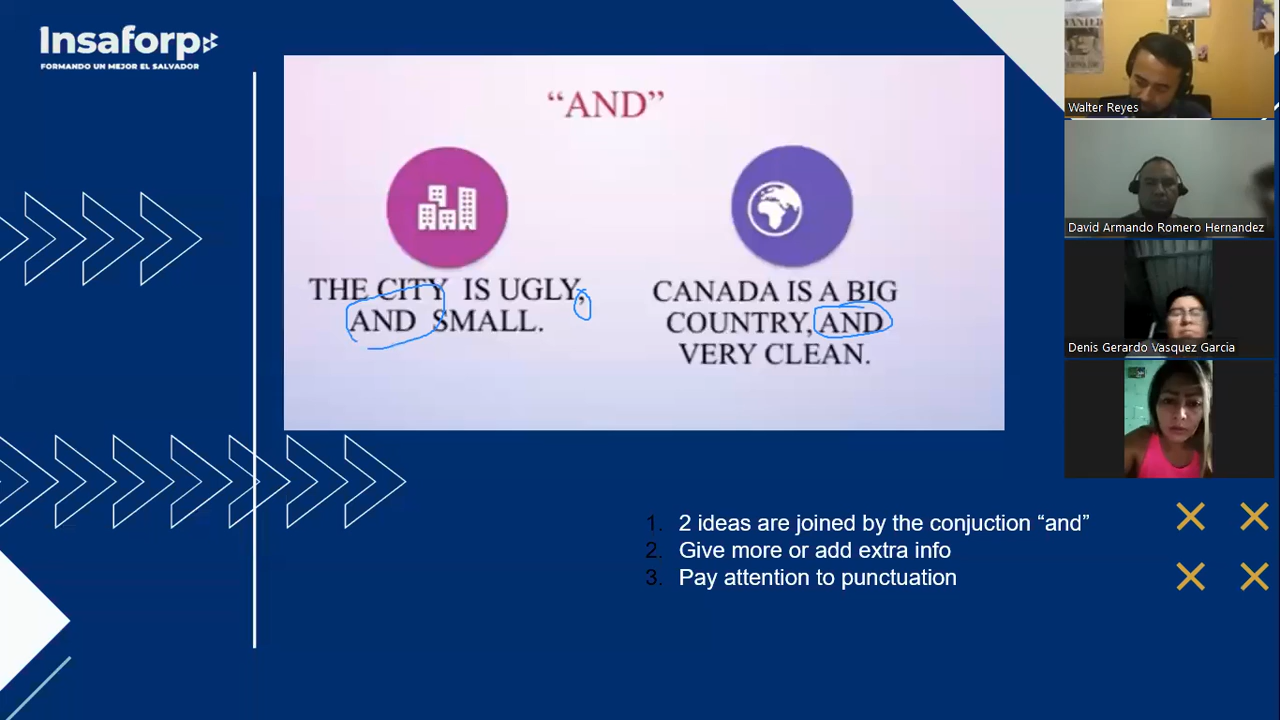 Insaforp
FORMANDO UN MEJOR EL SALVADOR
“AND”
THE CITY IS UGLY,
AND SMALL.
CANADA IS A BIG
COUNTRY, AND
VERY CLEAN.
1. 2 ideas are joined by the conjuction “and”
2. Give more or add extra info
3. Pay attention to punctuation
WANTED
Walter Reyes
David Armando Romero Hernandez
Denis Gerardo Vasquez Garcia